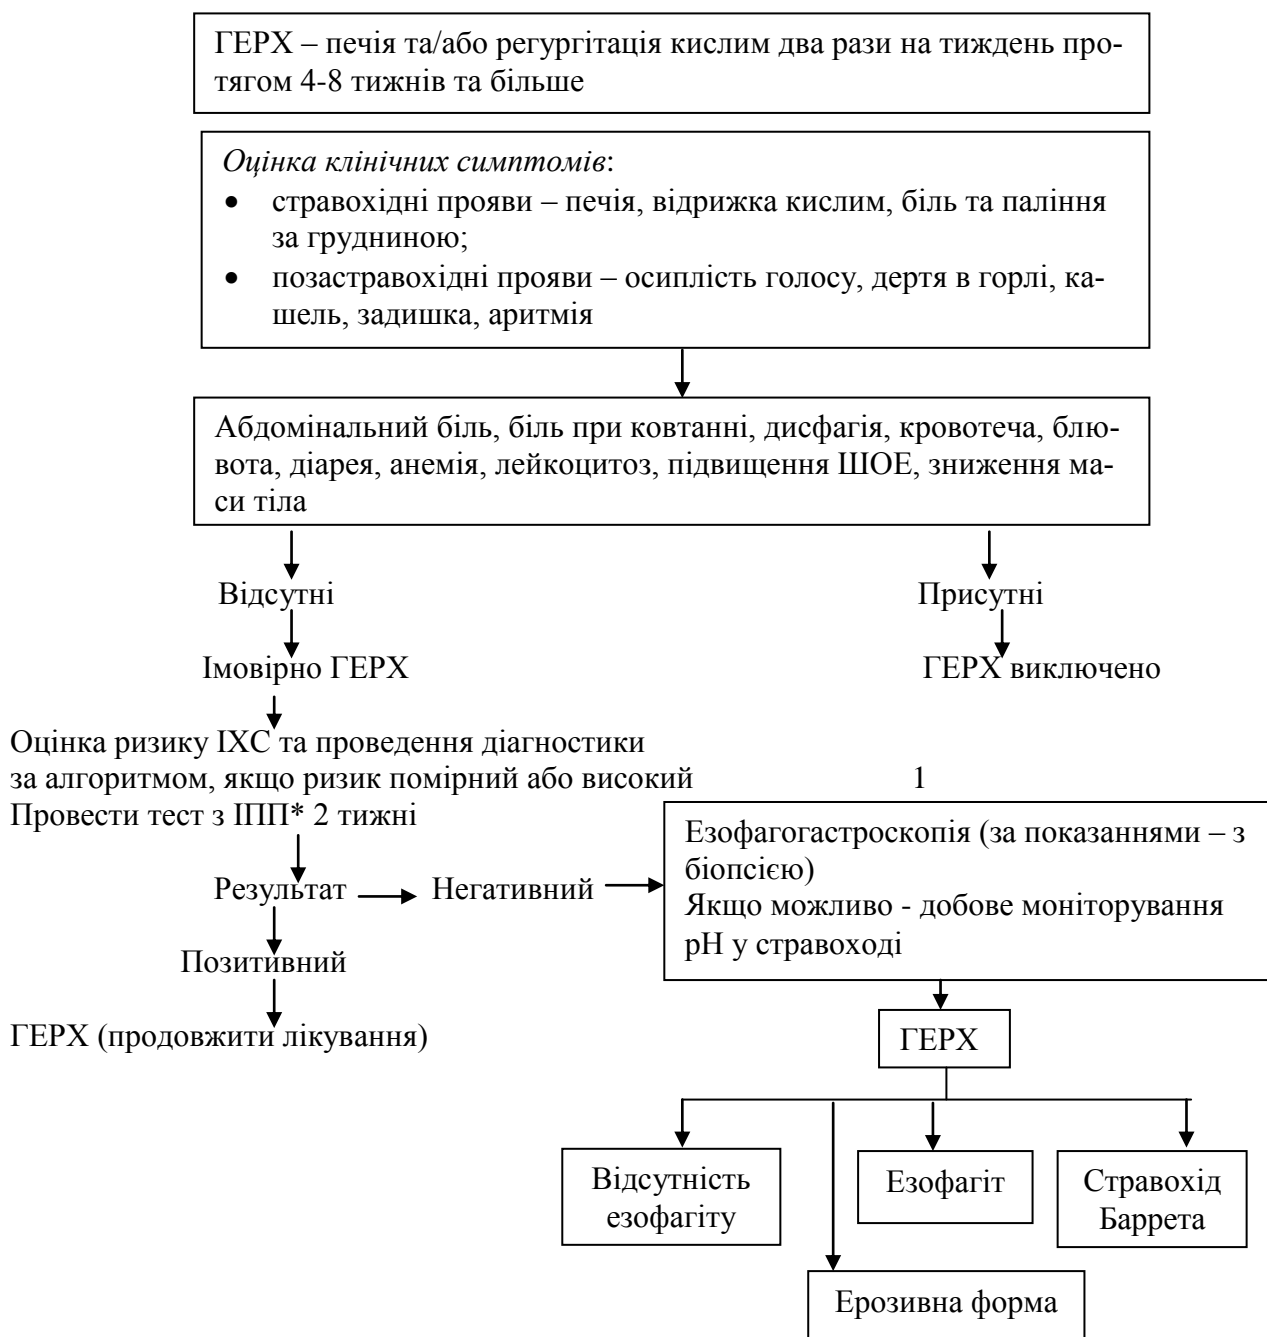 ГЕРХ – печія та/або регургітація кислим два рази на тиждень про-
тягом 4-8 тижнів та більше
Оцінка клінічних симптомів:
• стравохідні прояви – печія, відрижка кислим, біль та паління
за грудниною;
• позастравохідні прояви – осиплість голосу, дертя в горлі, ка-
шель, задишка, аритмія
Абдомінальний біль, біль при ковтанні, дисфагія, кровотеча, блю-
вота, діарея, анемія, лейкоцитоз, підвищення ШОЕ, зниження ма-
си тіла
Відсутні
Присутні
Імовірно ГЕРХ
ГЕРХ виключено
Оцінка ризику ІХС та проведення діагностики
за алгоритмом, якщо ризик помірний або високий
1
Провести тест з ІПП* 2 тижні
Результат
Негативний
Езофагогастроскопія (за показаннями – з
біопсією)
Якщо можливо - добове моніторування
рН у стравоході
Позитивний
ГЕРХ (продовжити лікування)
ГЕРХ
Відсутність
езофагіту
Езофагіт
Стравохід
Баррета
Ерозивна форма